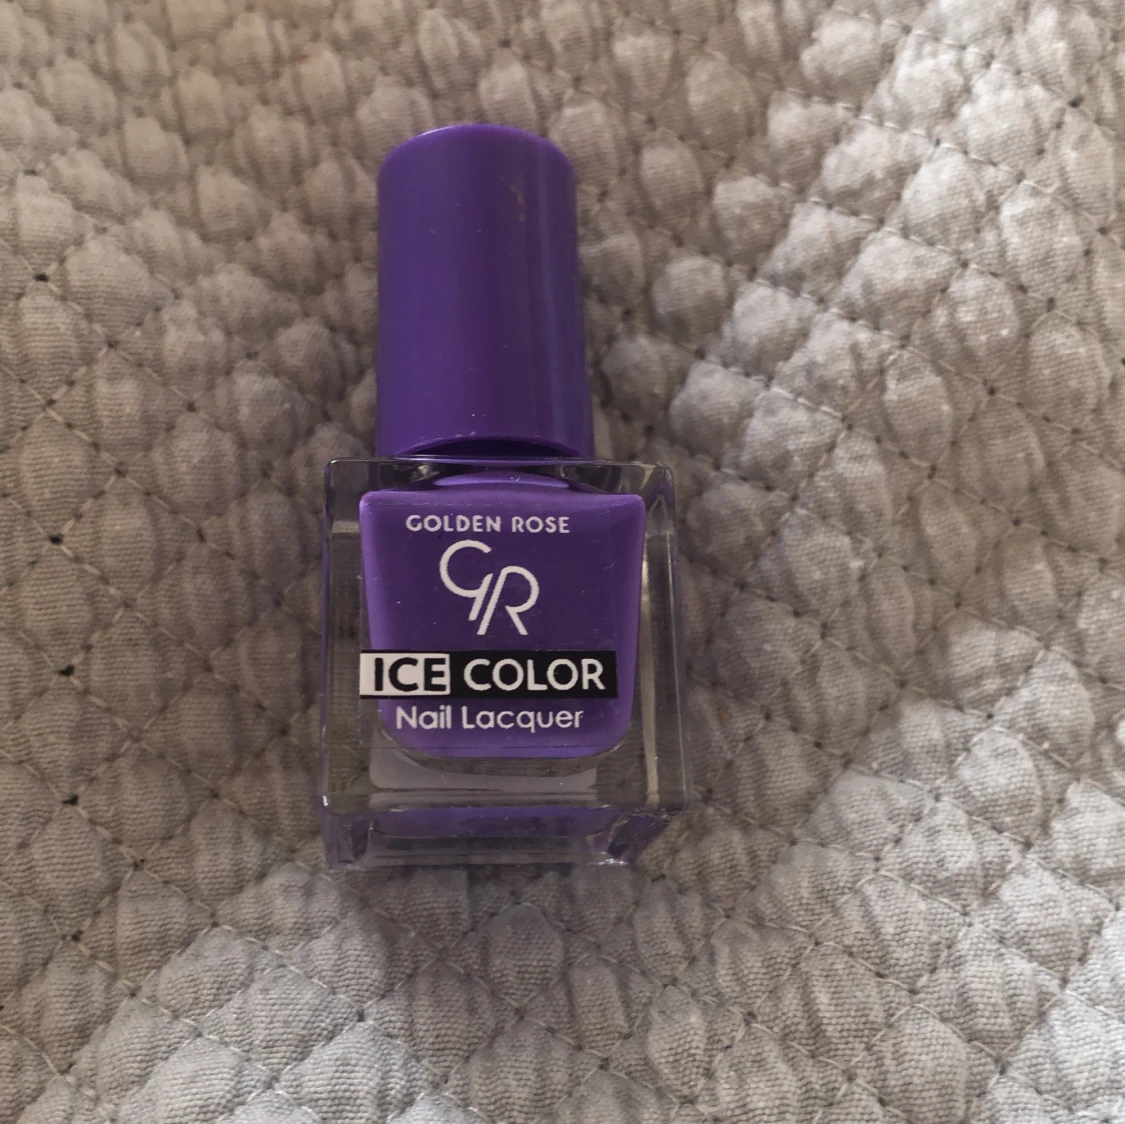 GOLDEN ROSE
GR
ICE COLOR
Nail Lacquer